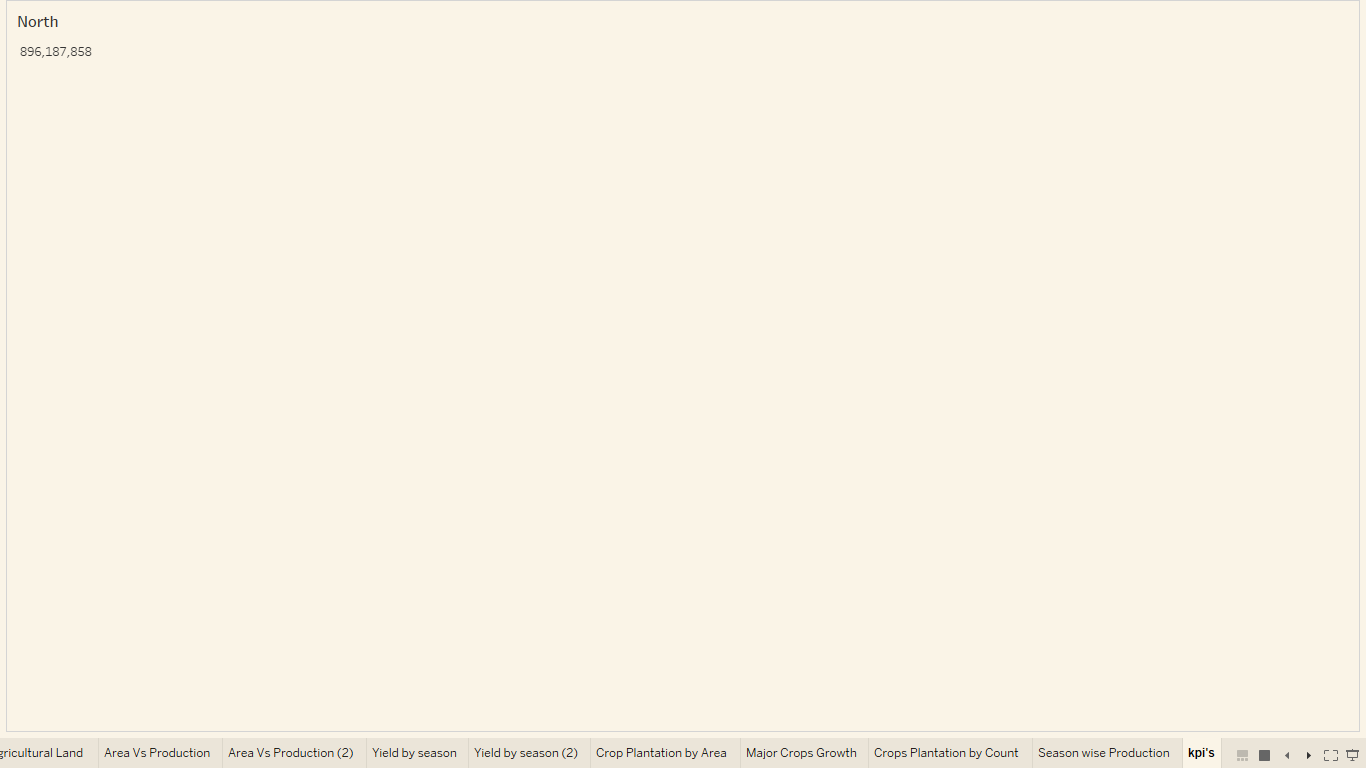 North
896,187,858
gricultural Land
Area Vs Production
Area Vs Production (2)
Yield by season
Yield by season (2)
Crop Plantation by Area
Major Crops Growth
Crops Plantation by Count
Season wise Production
kpi's